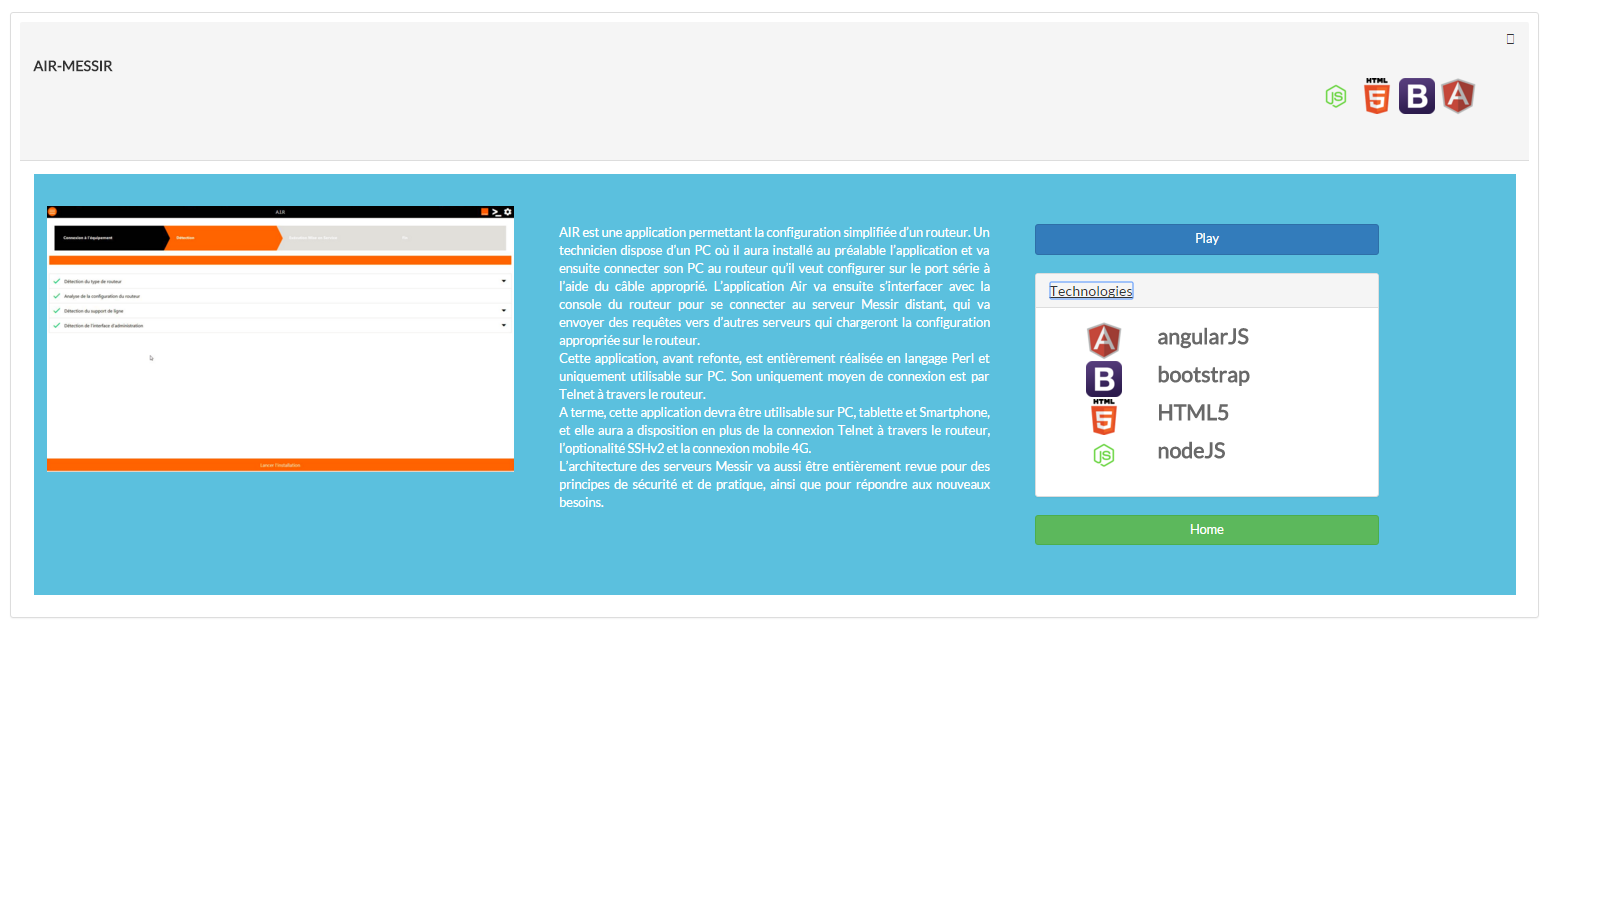 AIR-MESSIR
JS HTML 5 B A
AIR
Connexion à l'équipement Détection
Détection du type de routeur
Analyse de la configuration du routeur
Détection du support de ligne
Détection de l'interface d'administration
Lancer l'installation
AIR est une application permettant la configuration simplifiée d'un routeur. Un
technicien dispose d'un PC où il aura installé au préalable l'application et va
ensuite connecter son PC au routeur qu'il veut configurer sur le port série à
l'aide du câble approprié. L'application Air va ensuite s'interfacer avec la
console du routeur pour se connecter au serveur Messir distant, qui va
envoyer des requêtes vers d'autres serveurs qui chargeront la configuration
appropriée sur le routeur.
Cette application, avant refonte, est entièrement réalisée en langage Perl et
uniquement utilisable sur PC. Son uniquement moyen de connexion est par
Telnet à travers le routeur.
A terme, cette application devra être utilisable sur PC, tablette et Smartphone,
et elle aura a disposition en plus de la connexion Telnet à travers le routeur,
l'optionalité SSHv2 et la connexion mobile 4G.
L'architecture des serveurs Messir va aussi être entièrement revue pour des
principes de sécurité et de pratique, ainsi que pour répondre aux nouveaux
besoins.
Play
Technologies
A angularJS
B bootstrap
HTML 5 HTML5
JS nodeJS
Home